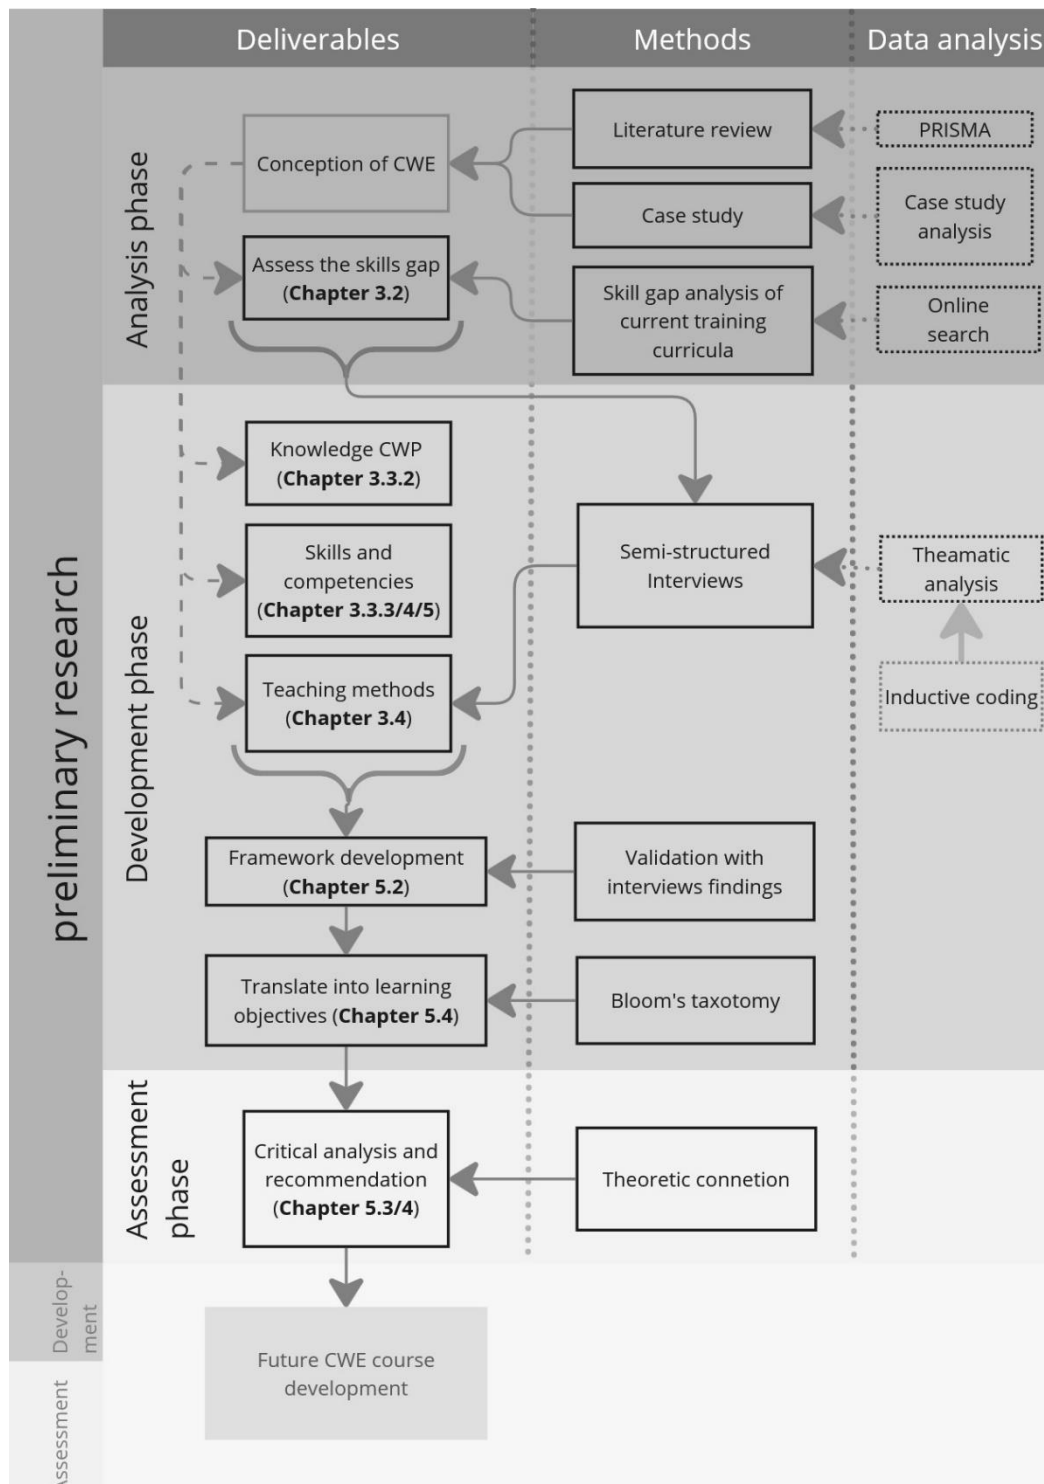 Deliverables
Methods
Data analysis
preliminary research
Analysis phase
Conception of CWE
Literature review
PRISMA
Case study
Case study
analysis
Assess the skills gap
(Chapter 3.2)
Skill gap analysis of
current training
curricula
Online
search
Development phase
Knowledge CWP
(Chapter 3.3.2)
Skills and
competencies
(Chapter 3.3.3/4/5)
Semi-structured
Interviews
Theamatic
analysis
Teaching methods
(Chapter 3.4)
Inductive coding
Framework development
(Chapter 5.2)
Validation with
interviews findings
Translate into learning
objectives (Chapter 5.4)
Bloom's taxotomy
Assessment
phase
Critical analysis and
recommendation
(Chapter 5.3/4)
Theoretic connetion
Develop-
ment
Future CWE course
development
Assessment